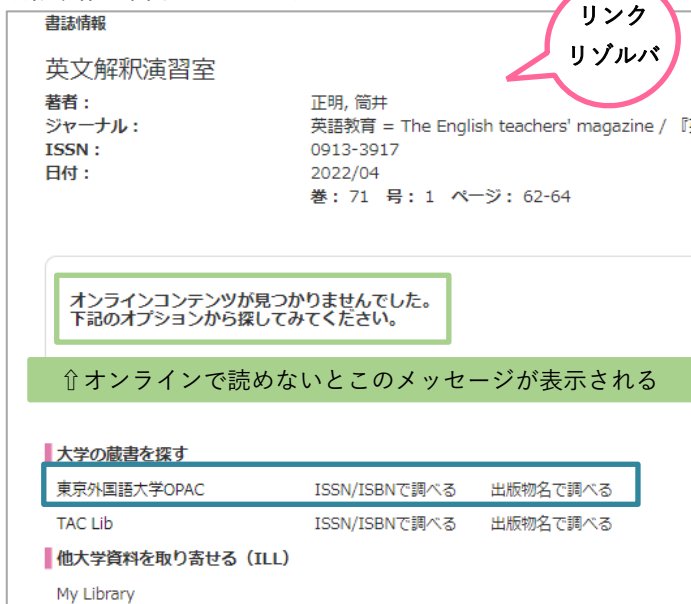 リンク
リゾルバ
書誌情報
英文解釈演習室
著者： 正明, 筒井
ジャーナル： 英語教育 = The English teachers' magazine / 『
ISSN： 0913-3917
日付： 2022/04
巻： 71 号： 1 ページ： 62-64
オンラインコンテンツが見つかりませんでした。
下記のオプションから探してみてください。
⇧オンラインで読めないとこのメッセージが表示される
大学の蔵書を探す
東京外国語大学OPAC ISSN/ISBNで調べる 出版物名で調べる
TAC Lib ISSN/ISBNで調べる 出版物名で調べる
他大学資料を取り寄せる（ILL）
My Library